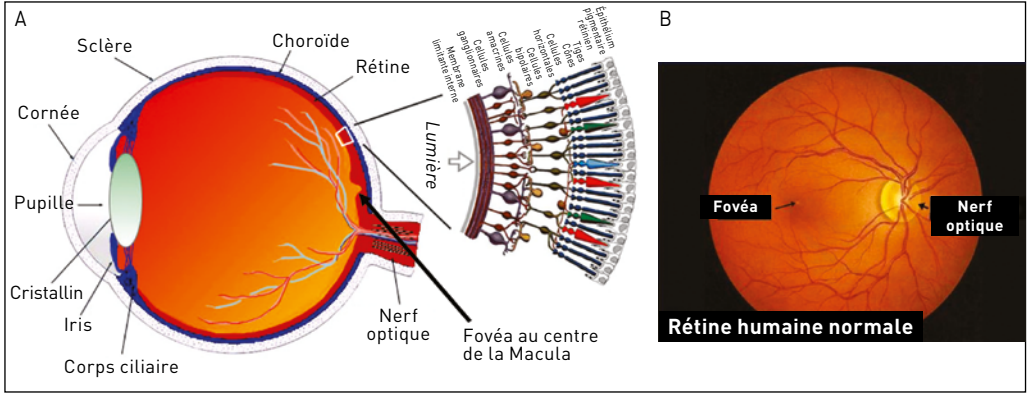 A
B
Sclère
Choroïde
Rétine
Cornée
Pupille
Cristallin
Iris
Corps ciliaire
Nerf
optique
Fovéa au centre
de la Macula
Lumière
Membrane
limitante interne
Cellules
ganglionnaires
Cellules
amacrines
Cellules
bipolaires
Cellules
horizontales
Cônes
Tiges
Épithélium
pigmentaire
rétinien
Fovéa
Nerf
optique
Rétine humaine normale